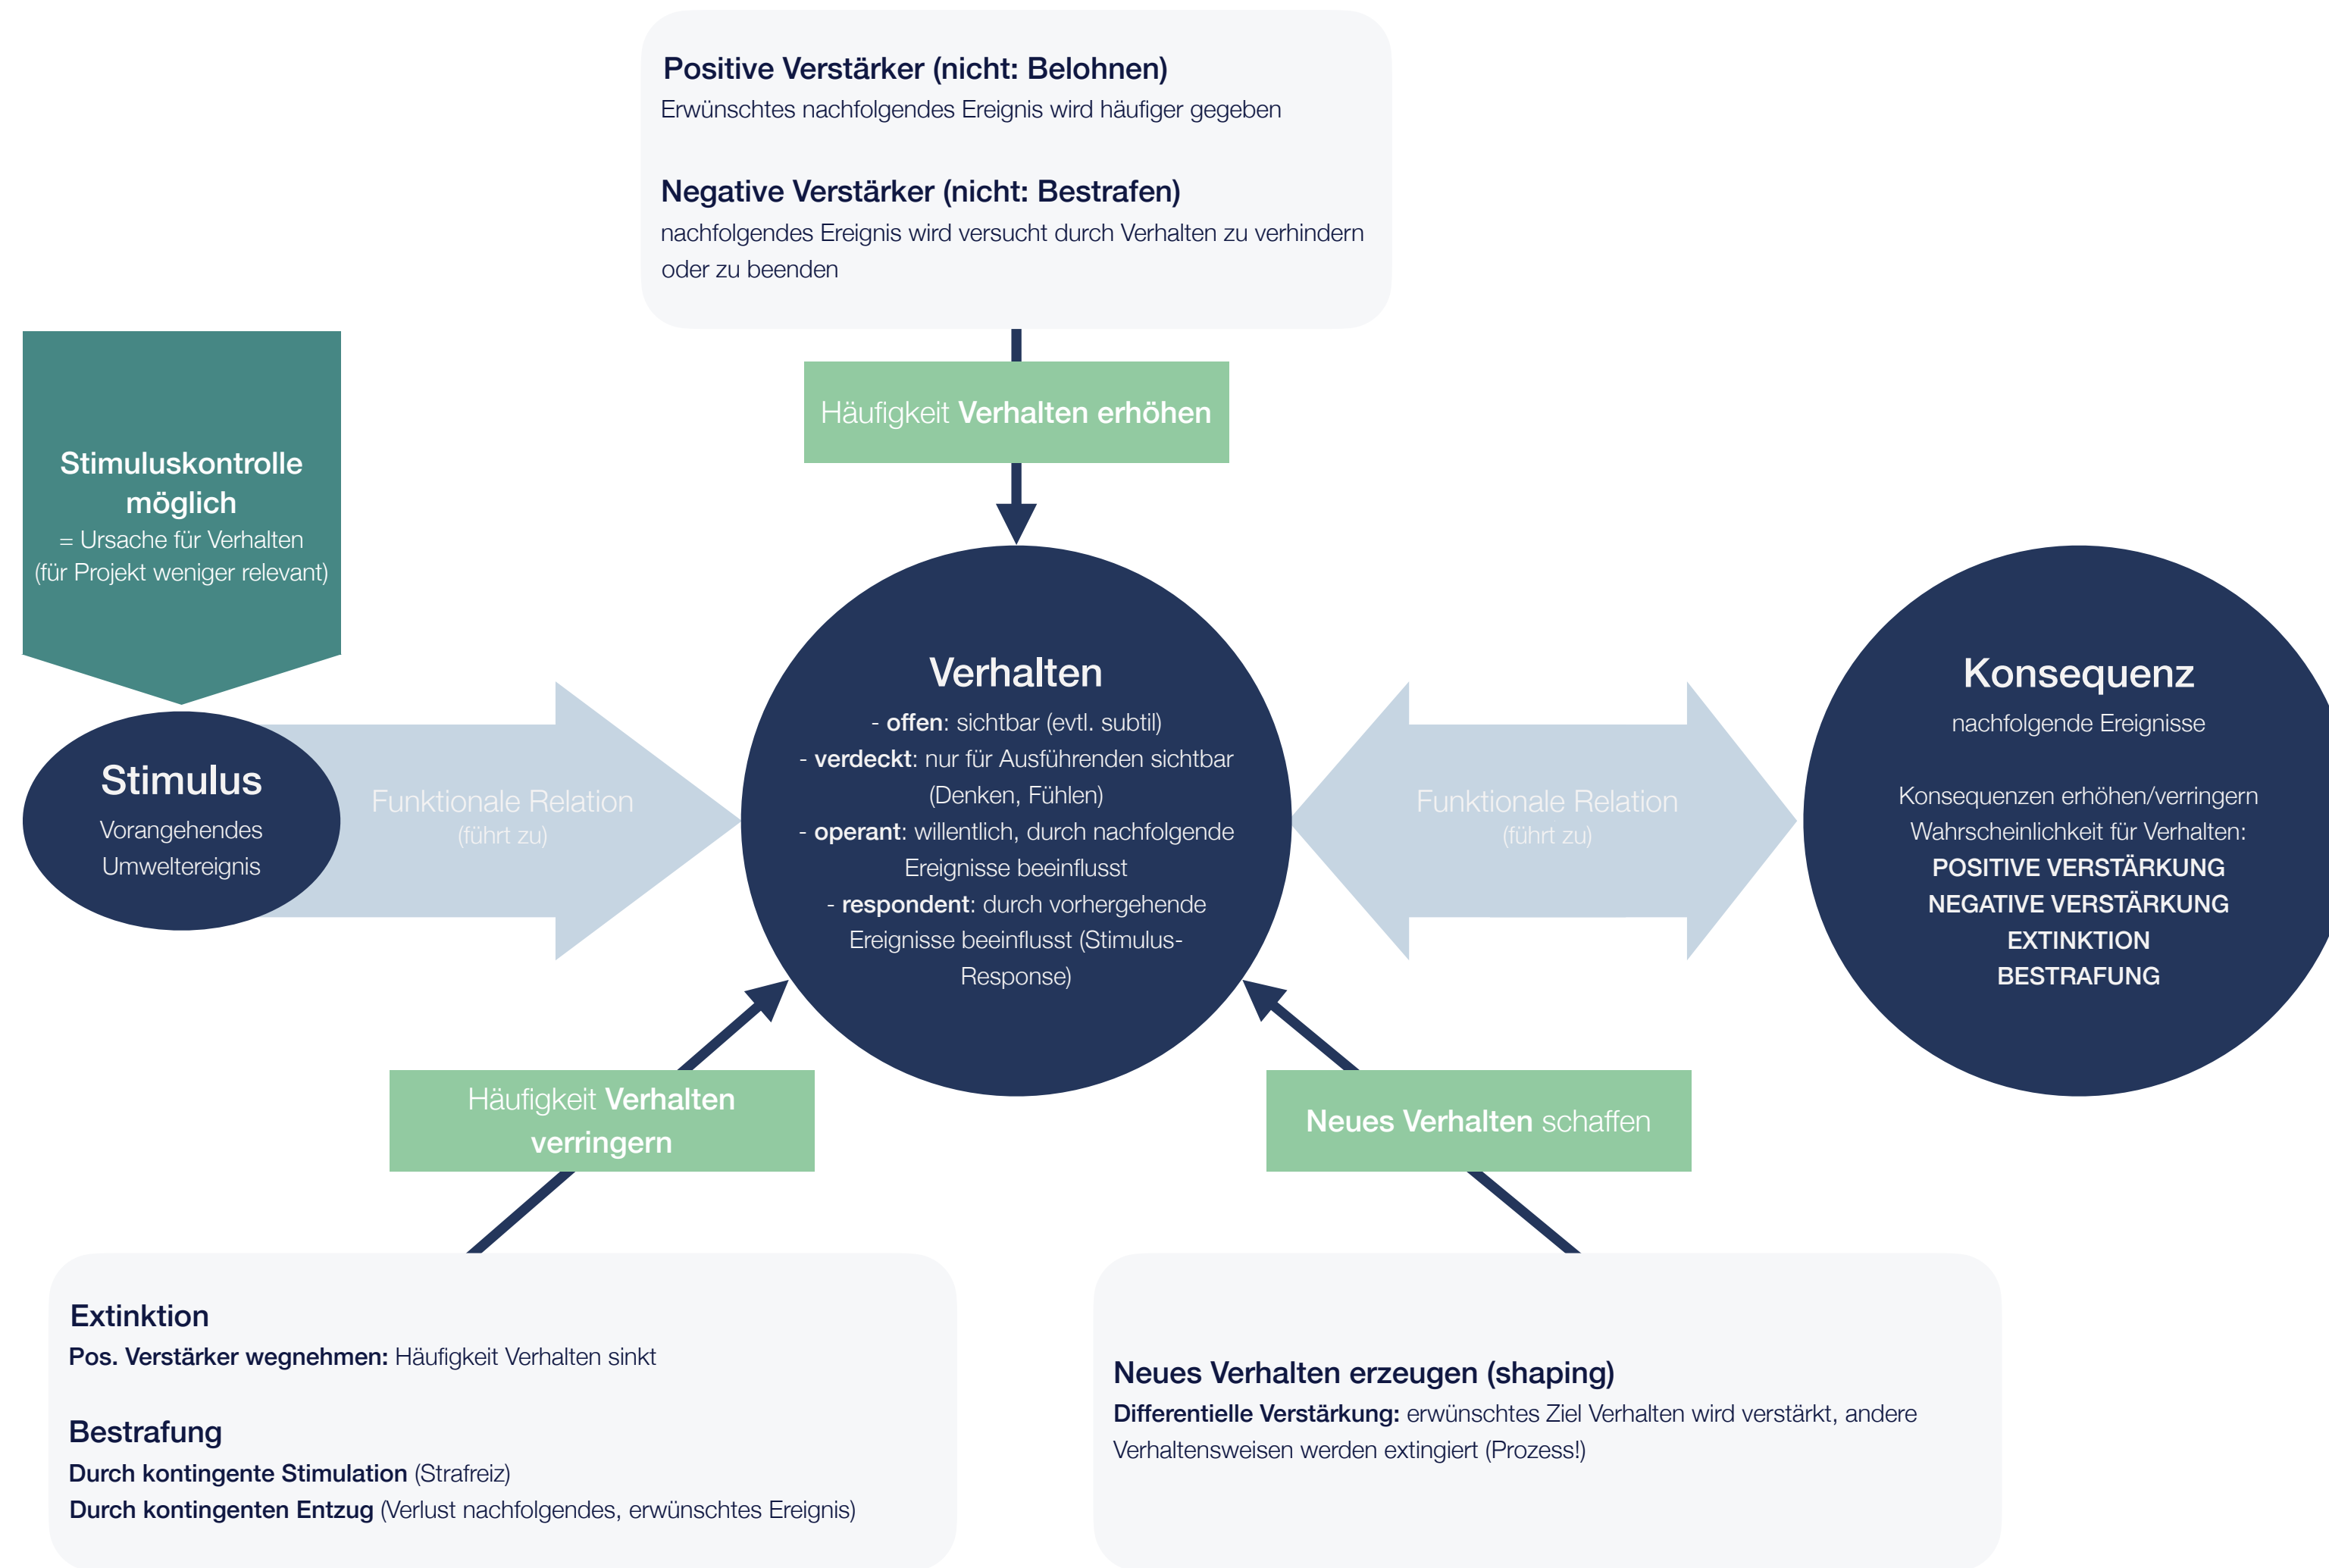 Positive Verstärker (nicht: Belohnen)
Erwünschtes nachfolgendes Ereignis wird häufiger gegeben
Negative Verstärker (nicht: Bestrafen)
nachfolgendes Ereignis wird versucht durch Verhalten zu verhindern
oder zu beenden
Häufigkeit Verhalten erhöhen
Stimuluskontrolle
möglich
= Ursache für Verhalten
(für Projekt weniger relevant)
Stimulus
Vorangehendes
Umweltereignis
Funktionale Relation
(führt zu)
Verhalten
- offen: sichtbar (evtl. subtil)
- verdeckt: nur für Ausführenden sichtbar
(Denken, Fühlen)
- operant: willentlich, durch nachfolgende
Ereignisse beeinflusst
- respondent: durch vorhergehende
Ereignisse beeinflusst (Stimulus-
Response)
Funktionale Relation
(führt zu)
Konsequenz
nachfolgende Ereignisse
Konsequenzen erhöhen/verringern
Wahrscheinlichkeit für Verhalten:
POSITIVE VERSTÄRKUNG
NEGATIVE VERSTÄRKUNG
EXTINKTION
BESTRAFUNG
Häufigkeit Verhalten
verringern
Neues Verhalten schaffen
Extinktion
Pos. Verstärker wegnehmen: Häufigkeit Verhalten sinkt
Bestrafung
Durch kontingente Stimulation (Strafreiz)
Durch kontingenten Entzug (Verlust nachfolgendes, erwünschtes Ereignis)
Neues Verhalten erzeugen (shaping)
Differentielle Verstärkung: erwünschtes Ziel Verhalten wird verstärkt, andere
Verhaltensweisen werden extingiert (Prozess!)